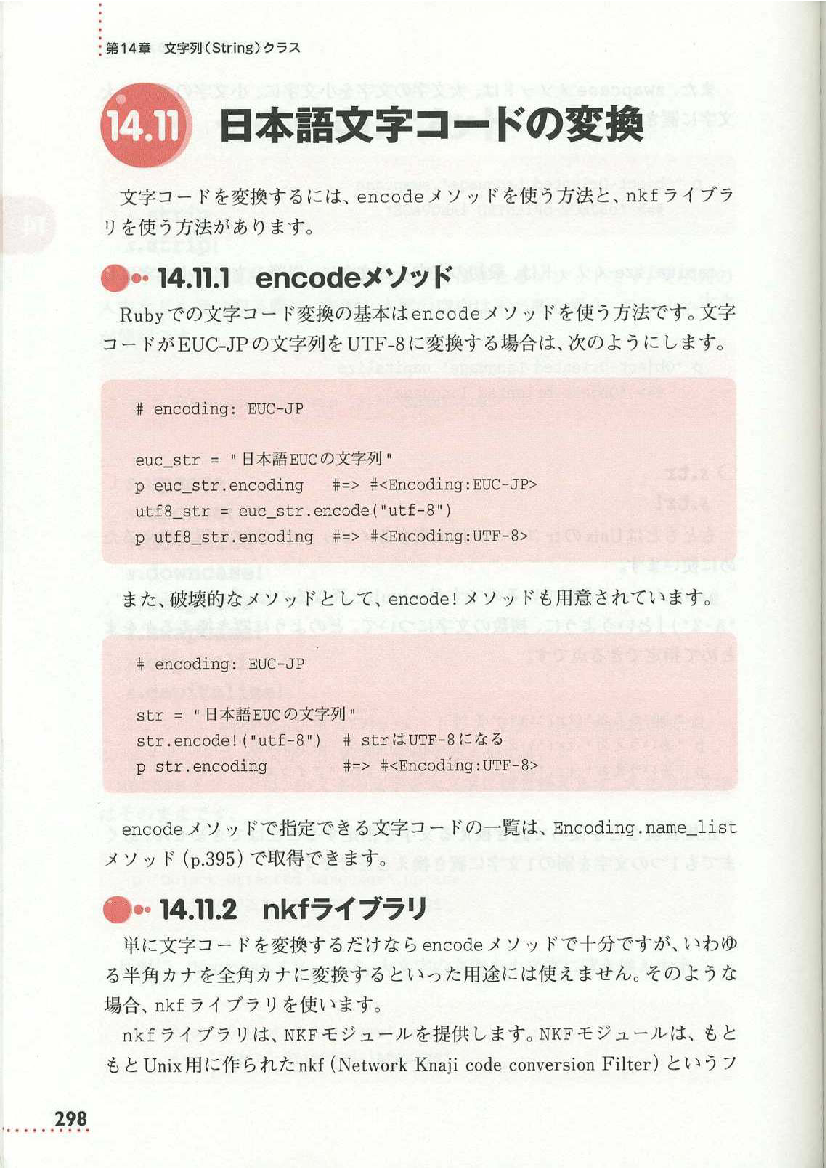 第14章 文字列(String)クラス
14.11 日本語文字コードの変換
文字コードを変換するには、encodeメソッドを使う方法と、nkfライブラ
リを使う方法があります。
14.11.1 encodeメソッド
Rubyでの文字コード変換の基本はencodeメソッドを使う方法です。文字
コードがEUC-JPの文字列をUTF-8に変換する場合は、次のようにします。
# encoding: EUC-JP
euc_str = "日本語EUCの文字列"
p euc_str.encoding #=> #<Encoding:EUC-JP>
utf8_str = euc_str.encode("utf-8")
p utf8_str.encoding #=> #<Encoding:UTF-8>
また、破壊的なメソッドとして、encode!メソッドも用意されています。
# encoding: EUC-JP
str = "日本語EUCの文字列"
str.encode!("utf-8") # strはUTF-8になる
p str.encoding #=> #<Encoding:UTF-8>
encodeメソッドで指定できる文字コードの一覧は、Encoding.name_list
メソッド(p.395)で取得できます。
14.11.2 nkfライブラリ
単に文字コードを変換するだけならencodeメソッドで十分ですが、いわゆ
る半角カナを全角カナに変換するといった用途には使えません。そのような
場合、nkfライブラリを使います。
nkfライブラリは、NKFモジュールを提供します。NKFモジュールは、もと
もとUnix用に作られたnkf(Network Knaji code conversion Filter)というフ
298